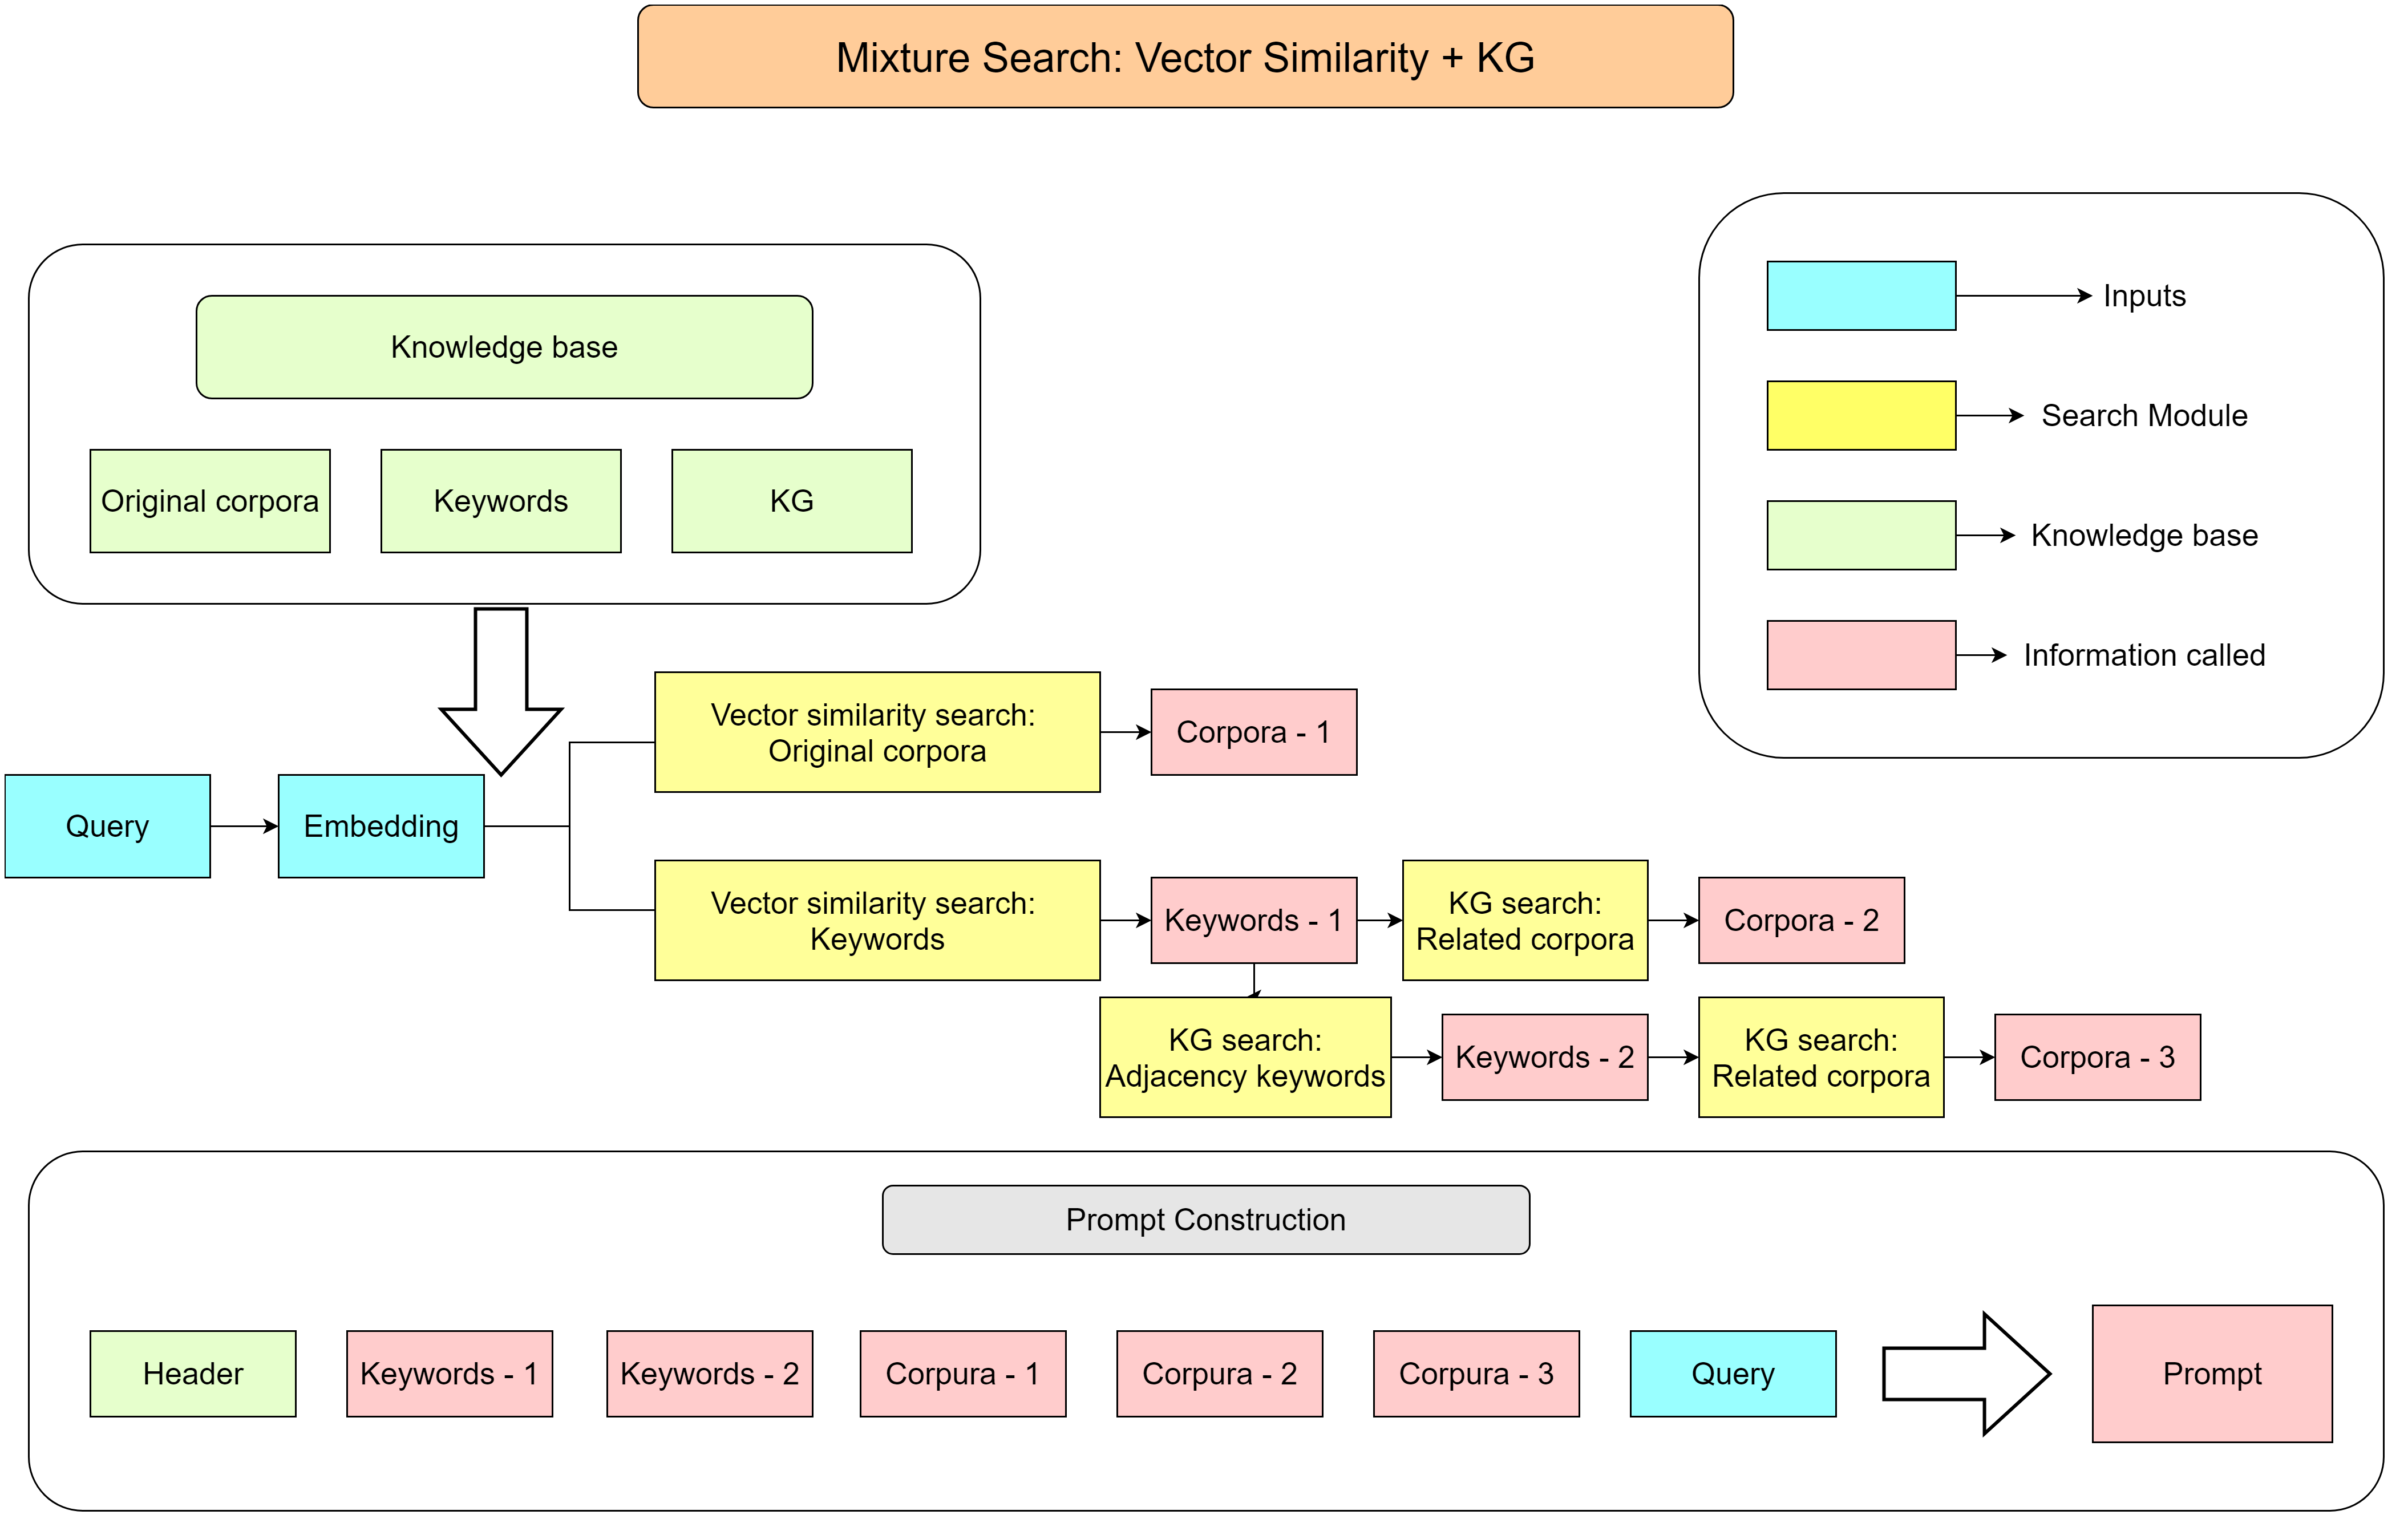 Mixture Search: Vector Similarity + KG
Knowledge base
Original corpora
Keywords
KG
Inputs
Search Module
Knowledge base
Information called
Query
Embedding
Vector similarity search:
Original corpora
Corpora - 1
Vector similarity search:
Keywords
Keywords - 1
KG search:
Related corpora
Corpora - 2
KG search:
Adjacency keywords
Keywords - 2
KG search:
Related corpora
Corpora - 3
Prompt Construction
Header
Keywords - 1
Keywords - 2
Corpura - 1
Corpura - 2
Corpura - 3
Query
Prompt